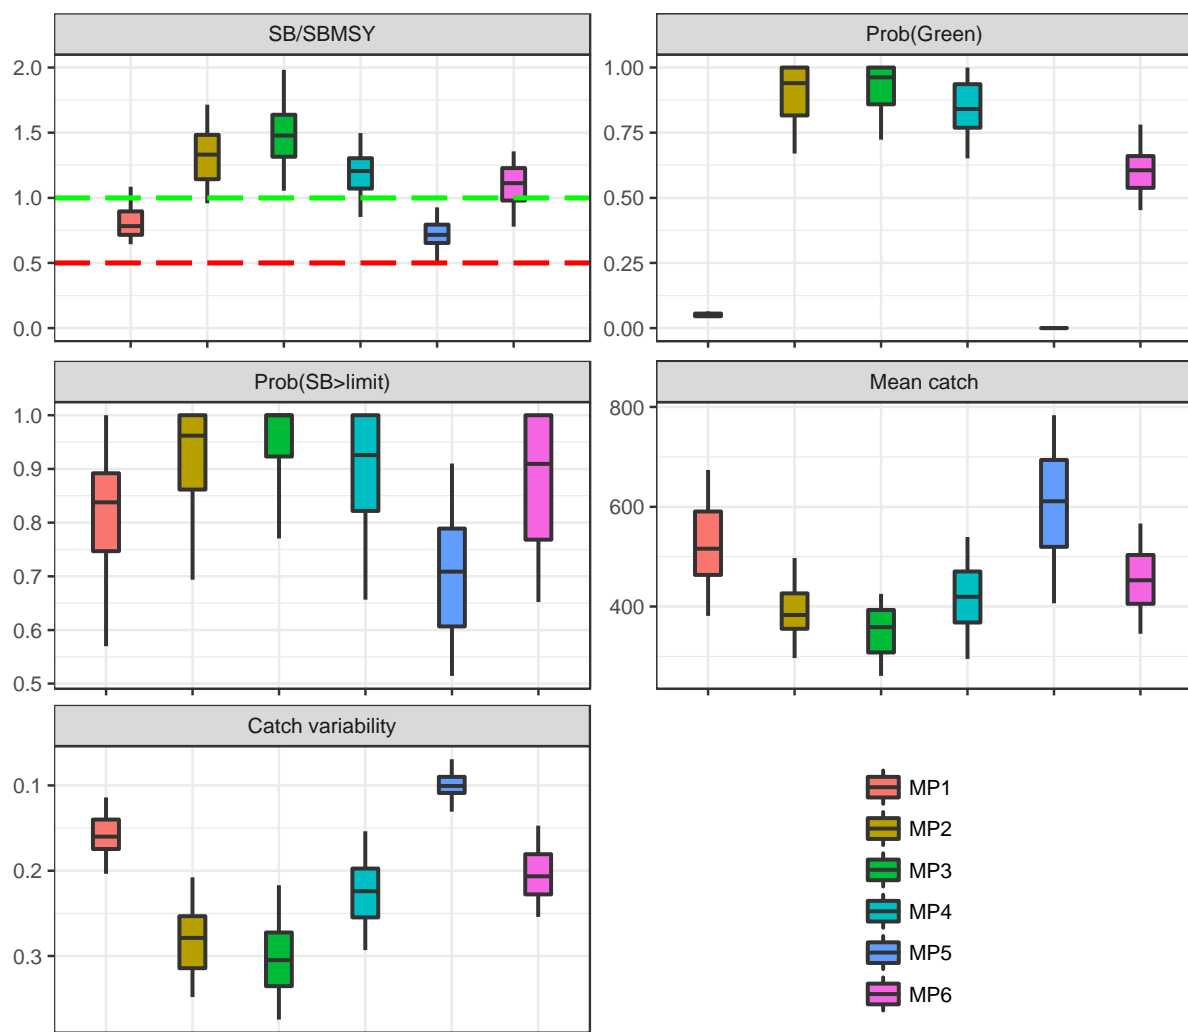 SB/SBMSY
2.0
1.5
1.0
0.5
0.0
Prob(Green)
1.00
0.75
0.50
0.25
0.00
Prob(SB>limit)
1.0
0.9
0.8
0.7
0.6
0.5
Mean catch
800
600
400
Catch variability
0.1
0.2
0.3
MP1
MP2
MP3
MP4
MP5
MP6